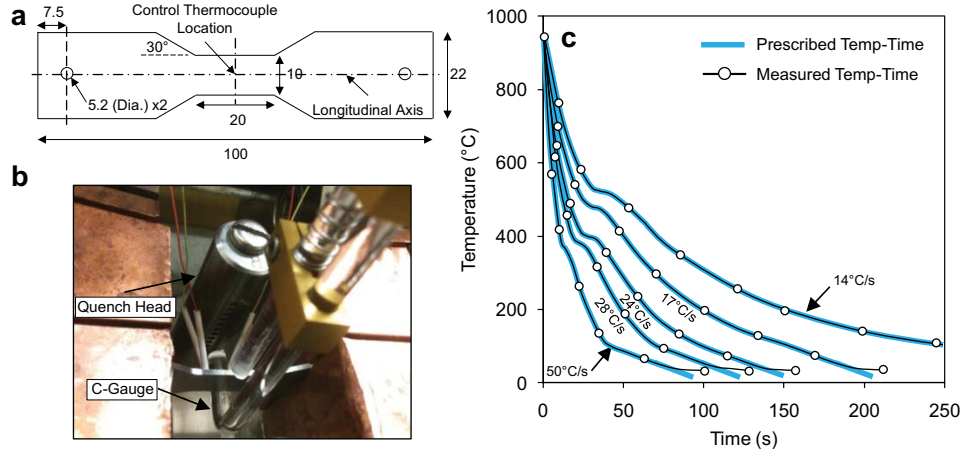 a
Control Thermocouple
Location
7.5
30°
10
22
5.2 (Dia.) x2
Longitudinal Axis
20
100
b
Quench Head
C-Gauge
c
Prescribed Temp-Time
Measured Temp-Time
Temperature (°C)
1000
800
600
400
200
0
14°C/s
17°C/s
24°C/s
28°C/s
50°C/s
0 50 100 150 200 250
Time (s)